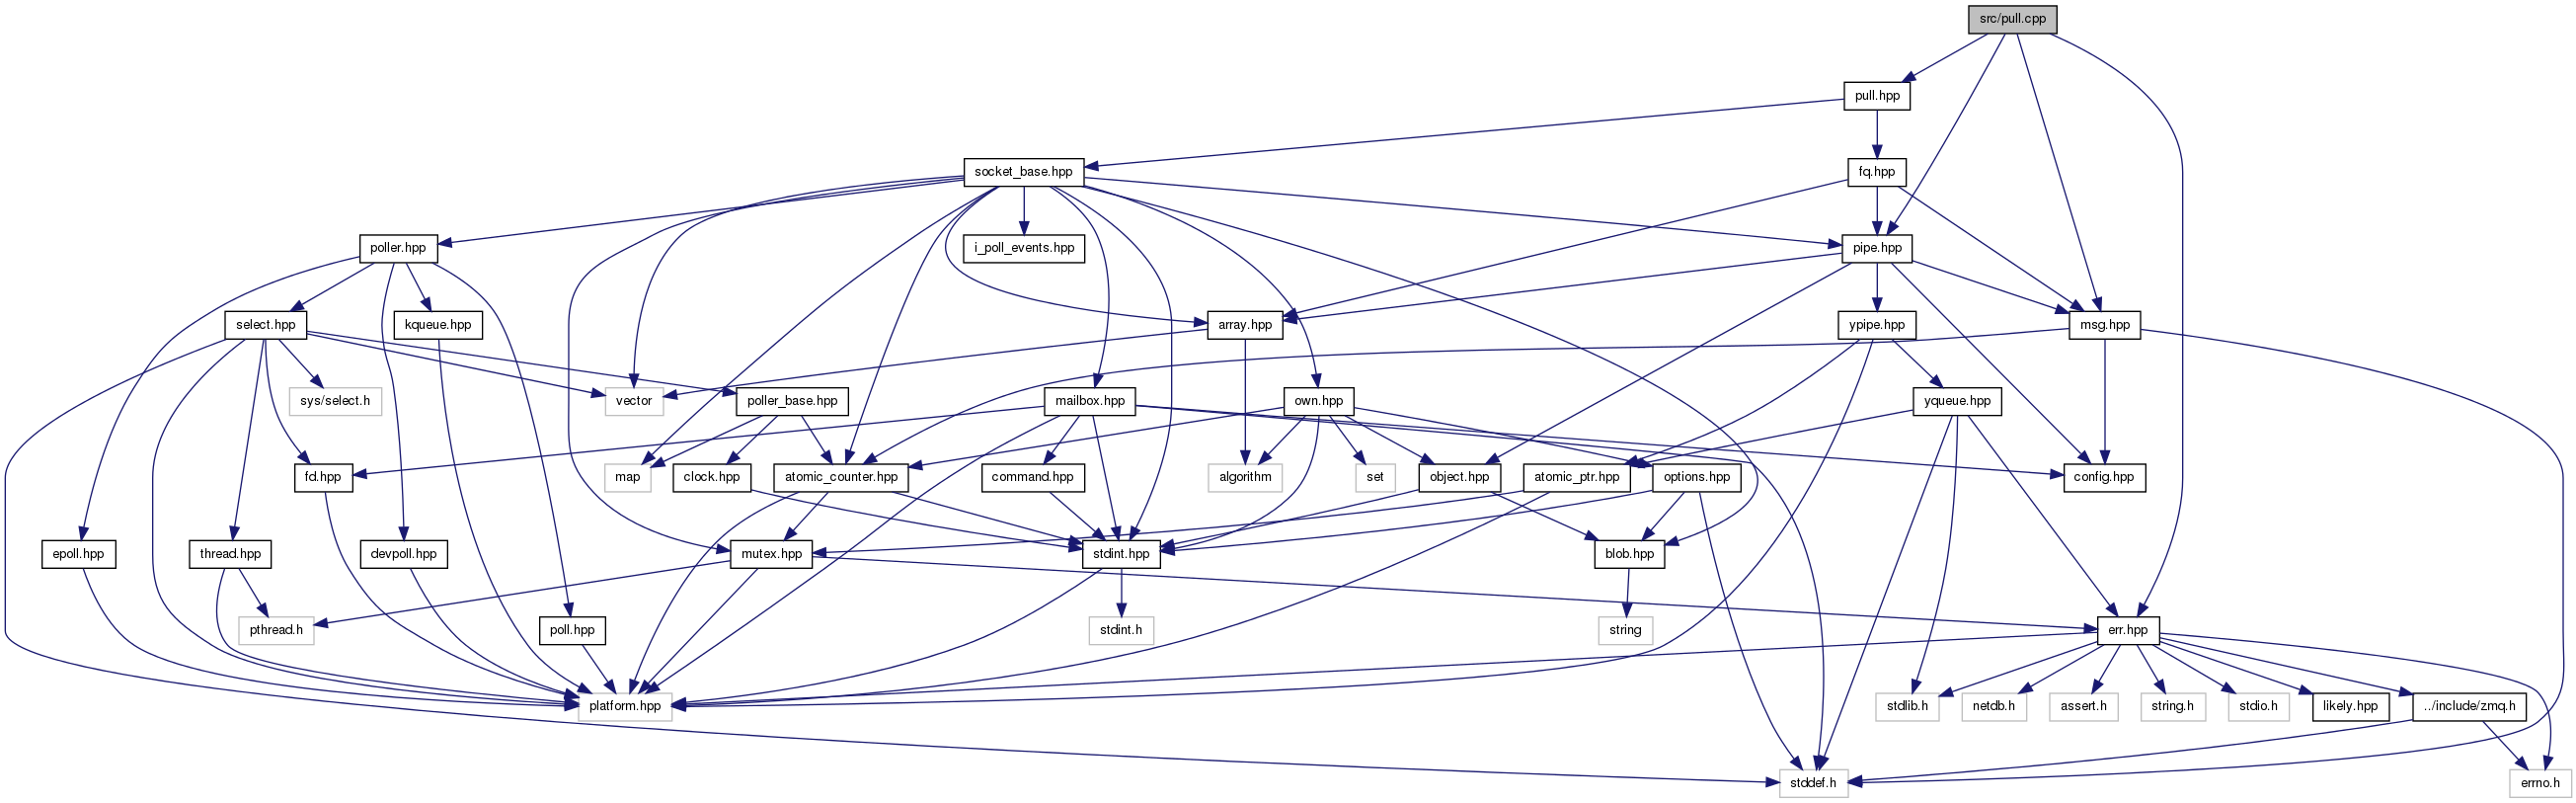 src/pull.cpp
pull.hpp
socket_base.hpp
fq.hpp
poller.hpp
i_poll_events.hpp
pipe.hpp
select.hpp
kqueue.hpp
array.hpp
ypipe.hpp
msg.hpp
sys/select.h
vector
poller_base.hpp
mailbox.hpp
own.hpp
yqueue.hpp
fd.hpp
map
clock.hpp
atomic_counter.hpp
command.hpp
algorithm
set
object.hpp
atomic_ptr.hpp
options.hpp
config.hpp
epoll.hpp
thread.hpp
devpoll.hpp
mutex.hpp
stdint.hpp
blob.hpp
pthread.h
poll.hpp
stdint.h
string
err.hpp
platform.hpp
stdlib.h
netdb.h
assert.h
string.h
stdio.h
likely.hpp
../include/zmq.h
stddef.h
errno.h